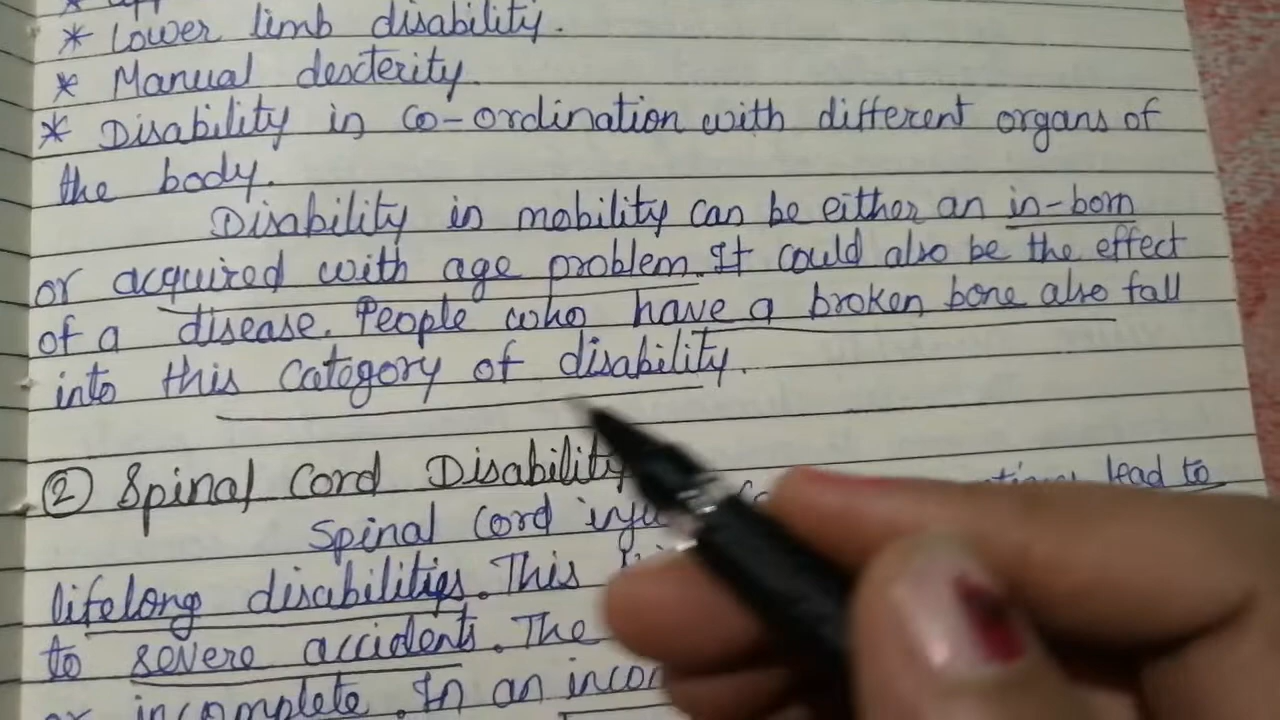 * Lower limb disability.
* Manual dexterity.
* Disability in co-ordination with different organs of
the body.
Disability in mobility can be either an in-born
or acquired with age problem. It could also be the effect
of a disease. People who have a broken bone also fall
into this category of disability.
② Spinal Cord Disability
Spinal cord lead to
lifelong disabilities. This
to severe accidents. The
or incomplete. In an